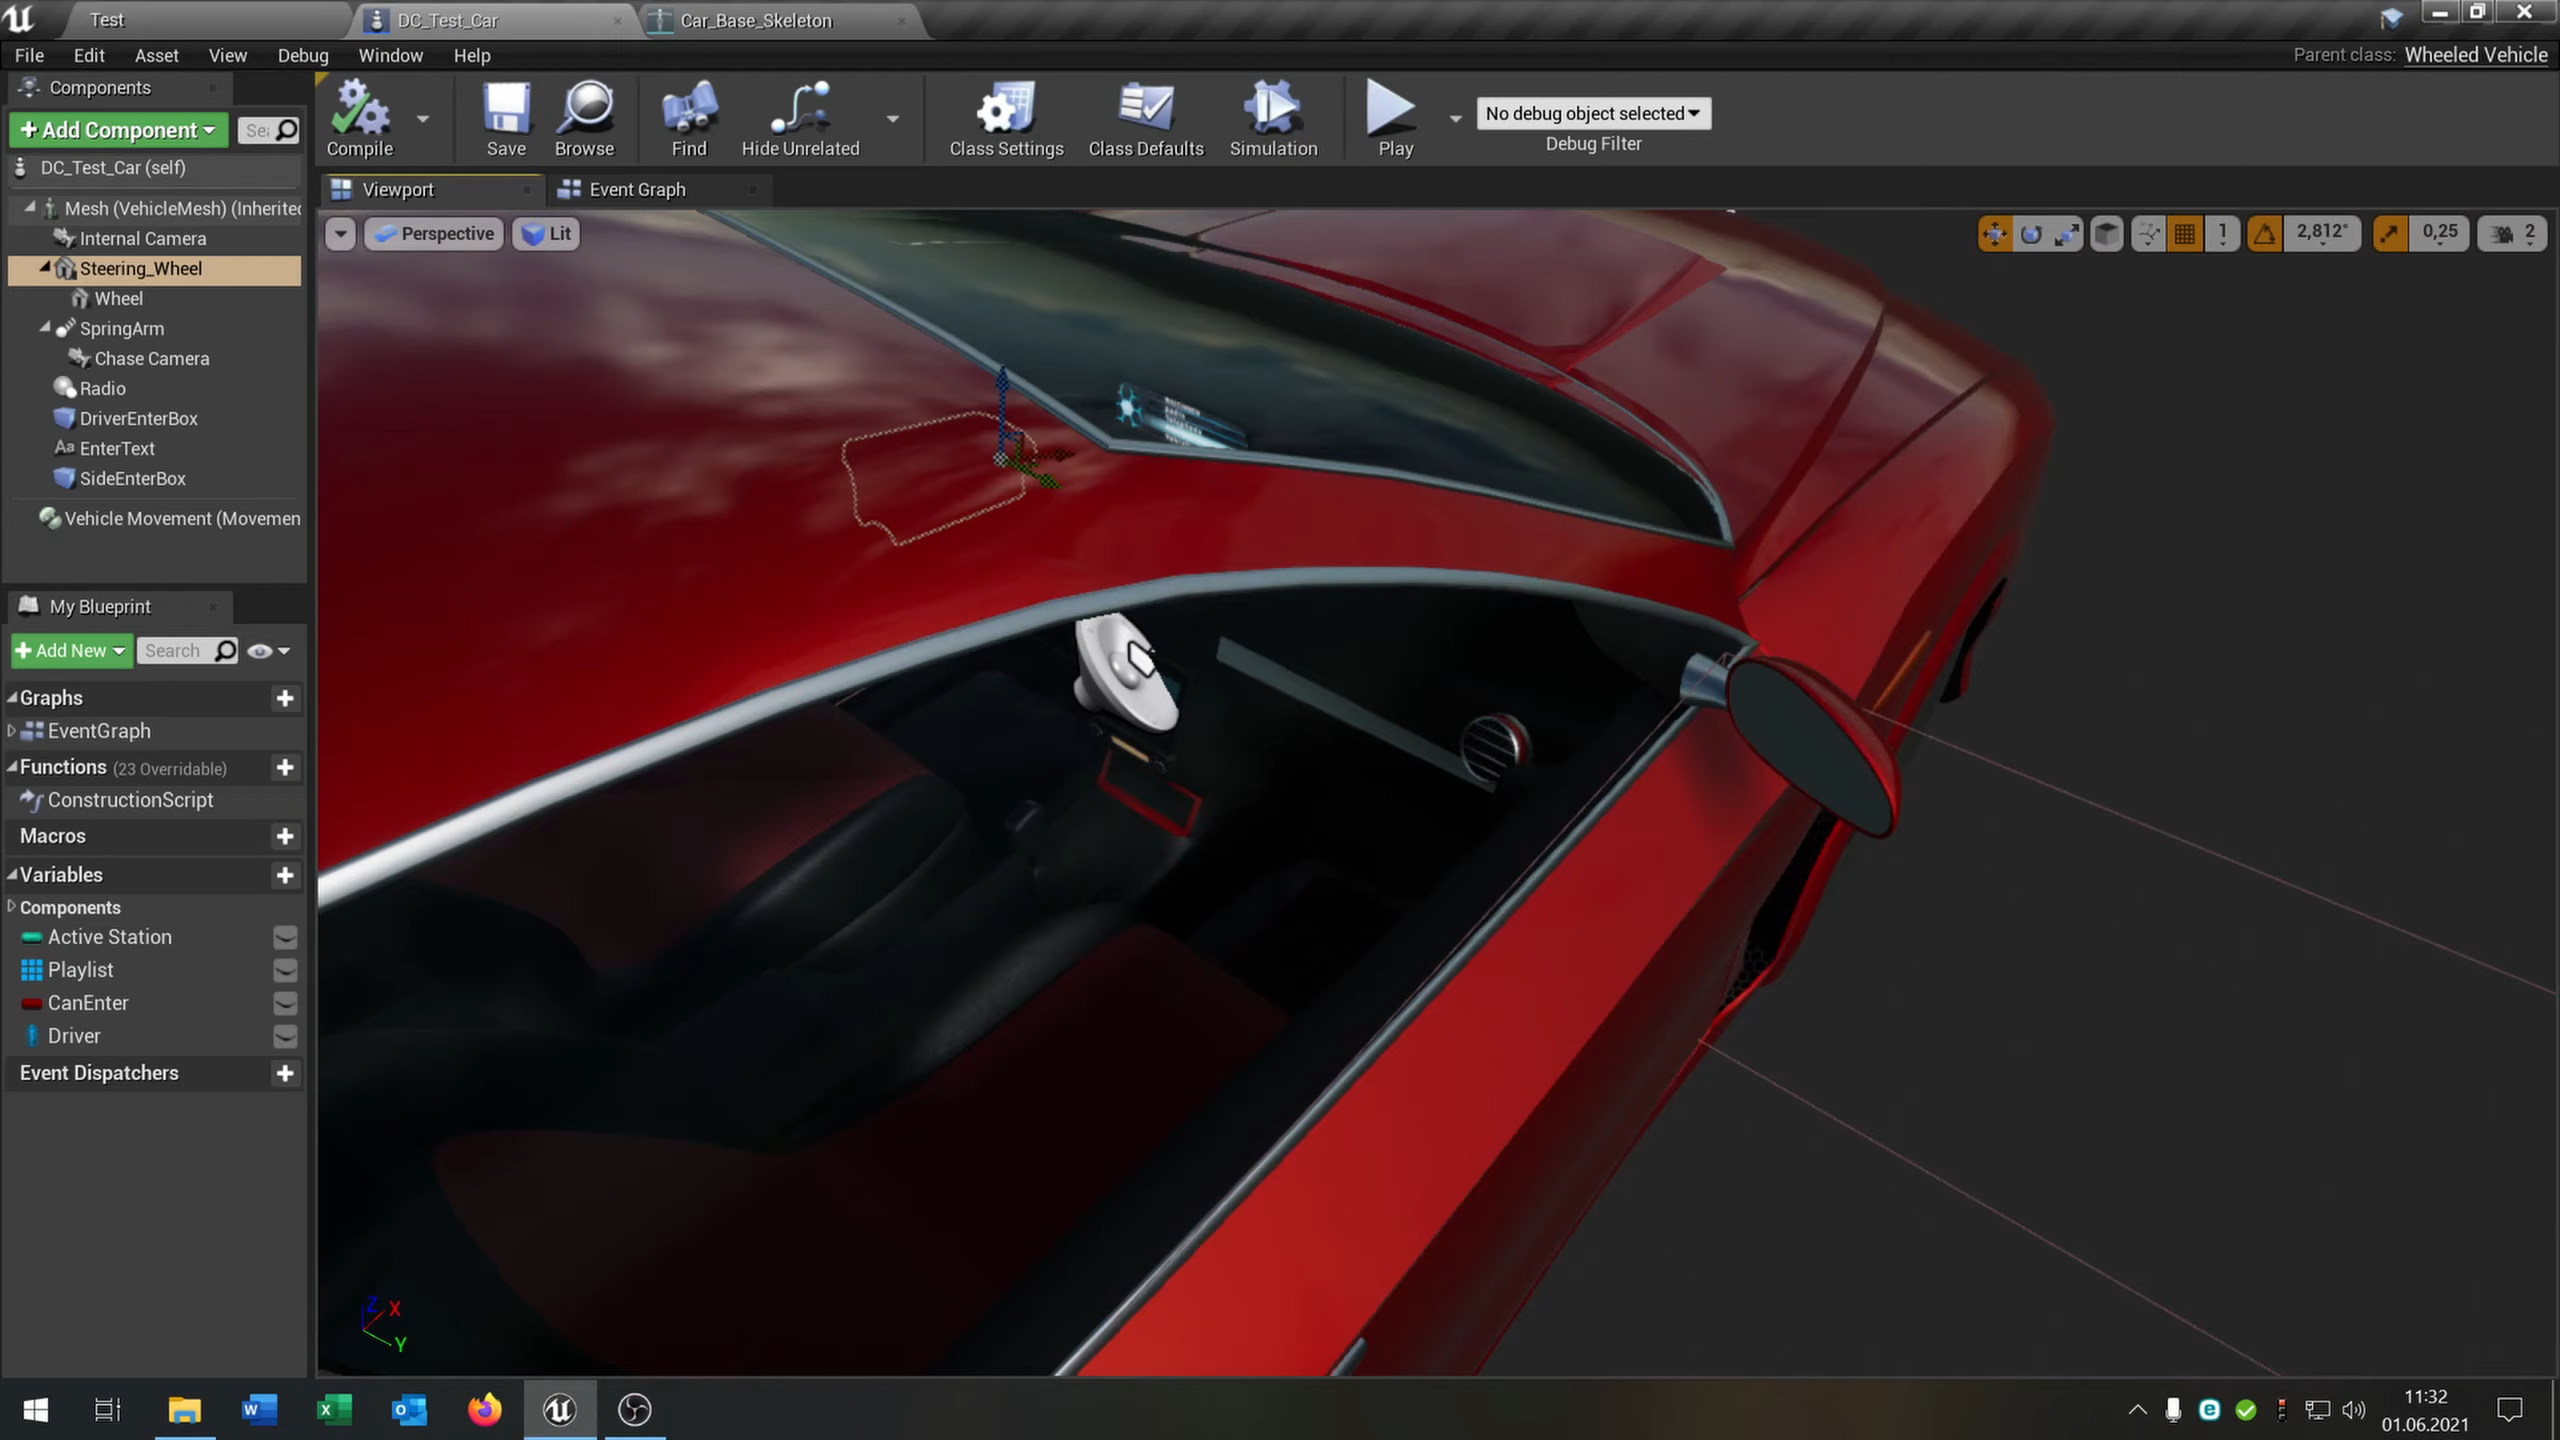 Test
DC_Test_Car
Car_Base_Skeleton
File
Edit
Asset
View
Debug
Window
Help
Parent class: Wheeled Vehicle
Components
Add Component
DC_Test_Car (self)
Mesh (VehicleMesh) (Inherited
Internal Camera
Steering_Wheel
Wheel
SpringArm
Chase Camera
Radio
DriverEnterBox
Aa EnterText
SideEnterBox
Vehicle Movement (Movemen
Compile
Save
Browse
Find
Hide Unrelated
Class Settings
Class Defaults
Simulation
Play
No debug object selected
Debug Filter
Viewport
Event Graph
Perspective
Lit
1
2,812°
0,25
2
My Blueprint
Add New
Search
Graphs
EventGraph
Functions (23 Overridable)
ConstructionScript
Macros
Variables
Components
Active Station
Playlist
CanEnter
Driver
Event Dispatchers
Z
X
Y
11:32
01.06.2021